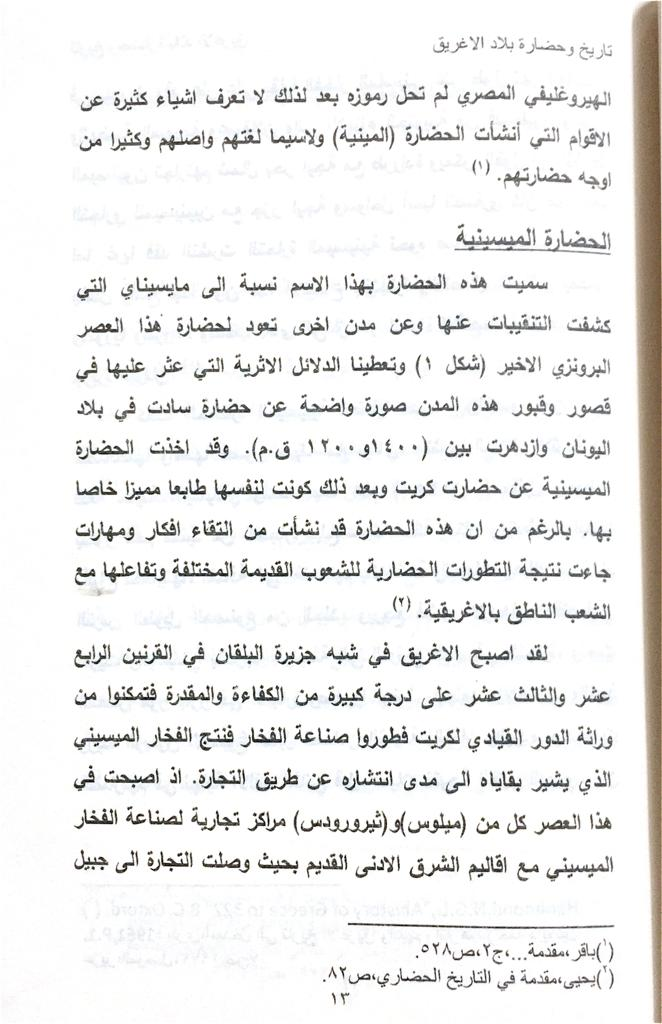 تاريخ وحضارة بلاد الاغريق
الهيروغليفي المصري لم تحل رموزه بعد لذلك لا تعرف اشياء كثيرة عن
الاقوام التي أنشأت الحضارة (المينية) ولاسيما لغتهم واصلهم وكثيرا من
اوجه حضارتهم. (١)
الحضارة الميسينية
سميت هذه الحضارة بهذا الاسم نسبة الى مايسيناي التي
كشفت التنقيبات عنها وعن مدن اخرى تعود لحضارة هذا العصر
البرونزي الاخير (شكل ١) وتعطينا الدلائل الاثرية التي عثر عليها في
قصور وقبور هذه المدن صورة واضحة عن حضارة سادت في بلاد
اليونان وازدهرت بين (١٤٠٠و١٢٠٠ ق.م). وقد اخذت الحضارة
الميسينية عن حضارت كريت وبعد ذلك كونت لنفسها طابعا مميزا خاصا
بها. بالرغم من ان هذه الحضارة قد نشأت من التقاء افكار ومهارات
جاءت نتيجة التطورات الحضارية للشعوب القديمة المختلفة وتفاعلها مع
الشعب الناطق بالإغريقية. (٢)
لقد اصبح الاغريق في شبه جزيرة البلقان في القرنين الرابع
عشر والثالث عشر على درجة كبيرة من الكفاءة والمقدرة فتمكنوا من
وراثة الدور القيادي لكريت فطوروا صناعة الفخار فنتج الفخار الميسيني
الذي يشير بقاياه الى مدى انتشاره عن طريق التجارة. اذ اصبحت في
هذا العصر كل من (ميلوس)و(ثيرورودس) مراكز تجارية لصناعة الفخار
الميسيني مع اقاليم الشرق الادنى القديم بحيث وصلت التجارة الى جبيل
(١)باقر،مقدمة...،ج٢،ص٥٢٨.
(٢)يحيى،مقدمة في التاريخ الحضاري،ص٨٢.
١٣